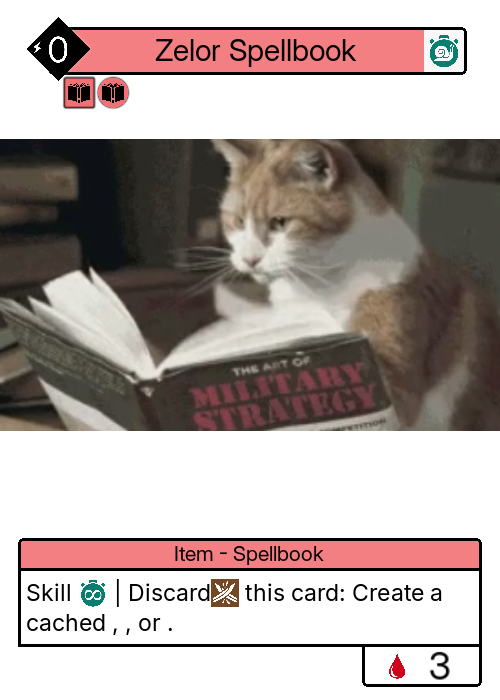 0
Zelor Spellbook
THE ART OF
MILITARY
STRATEGY
Item - Spellbook
Skill | Discard this card: Create a
cached , , or .
3